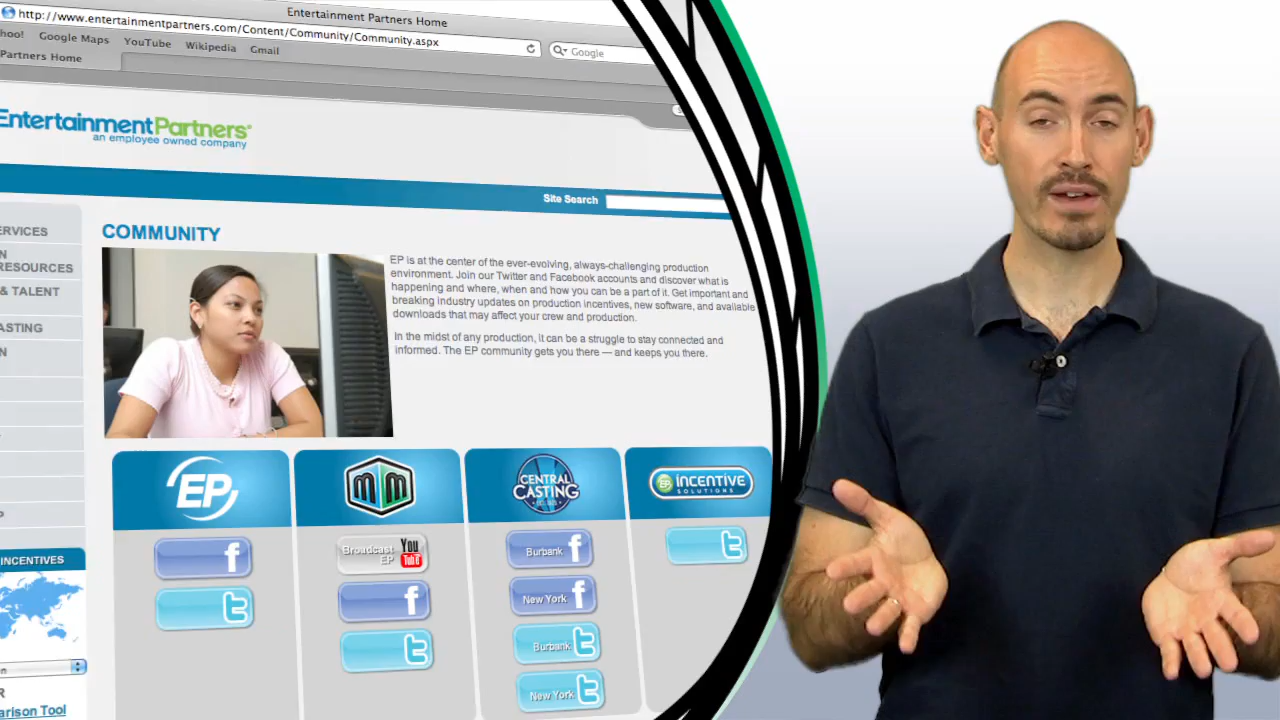 Entertainment Partners Home
http://www.entertainmentpartners.com/Content/Community/Community.aspx
Google
Google Maps YouTube Wikipedia Gmail
Partners Home
EntertainmentPartners®
an employee owned company
Site Search
COMMUNITY
EP is at the center of the ever-evolving, always-challenging production
environment. Join our Twitter and Facebook accounts and discover what is
happening and where, when and how you can be a part of it. Get important and
breaking industry updates on production incentives, new software, and available
downloads that may affect your crew and production.
In the midst of any production, it can be a struggle to stay connected and
informed. The EP community gets you there — and keeps you there.
RESOURCES
& TALENT
EP
MM
CENTRAL
CASTING
EP INCENTIVE
SOLUTIONS
f
Broadcast
EP
You
Tube
Burbank f
t
t
f
New York f
INCENTIVES
t
Burbank t
New York t